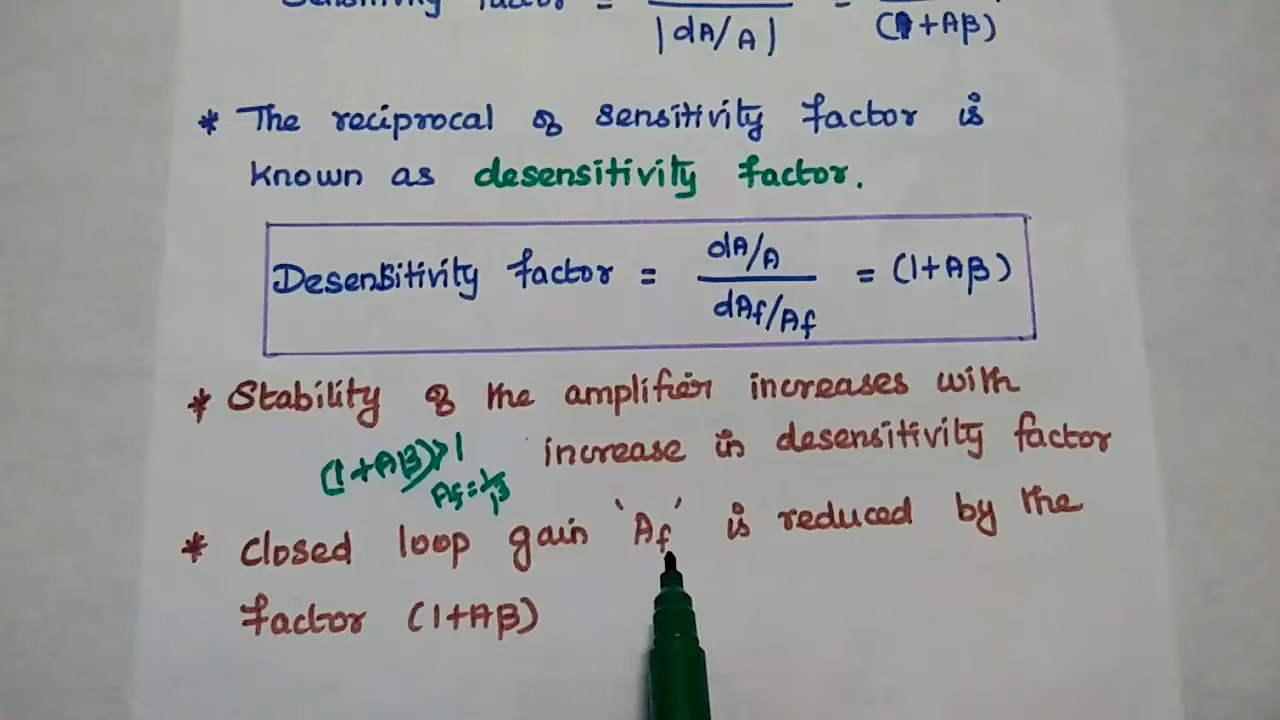 Sensitivity factor = =
|dA/A| (1+Aβ)
* The reciprocal of sensitivity factor is
known as desensitivity factor.
Desensitivity factor = dA/A / dAf/Af = (1+Aβ)
* Stability of the amplifier increases with
increase in desensitivity factor
(1+Aβ)>1
Af=1/β
* closed loop gain 'Af' is reduced by the
factor (1+Aβ)